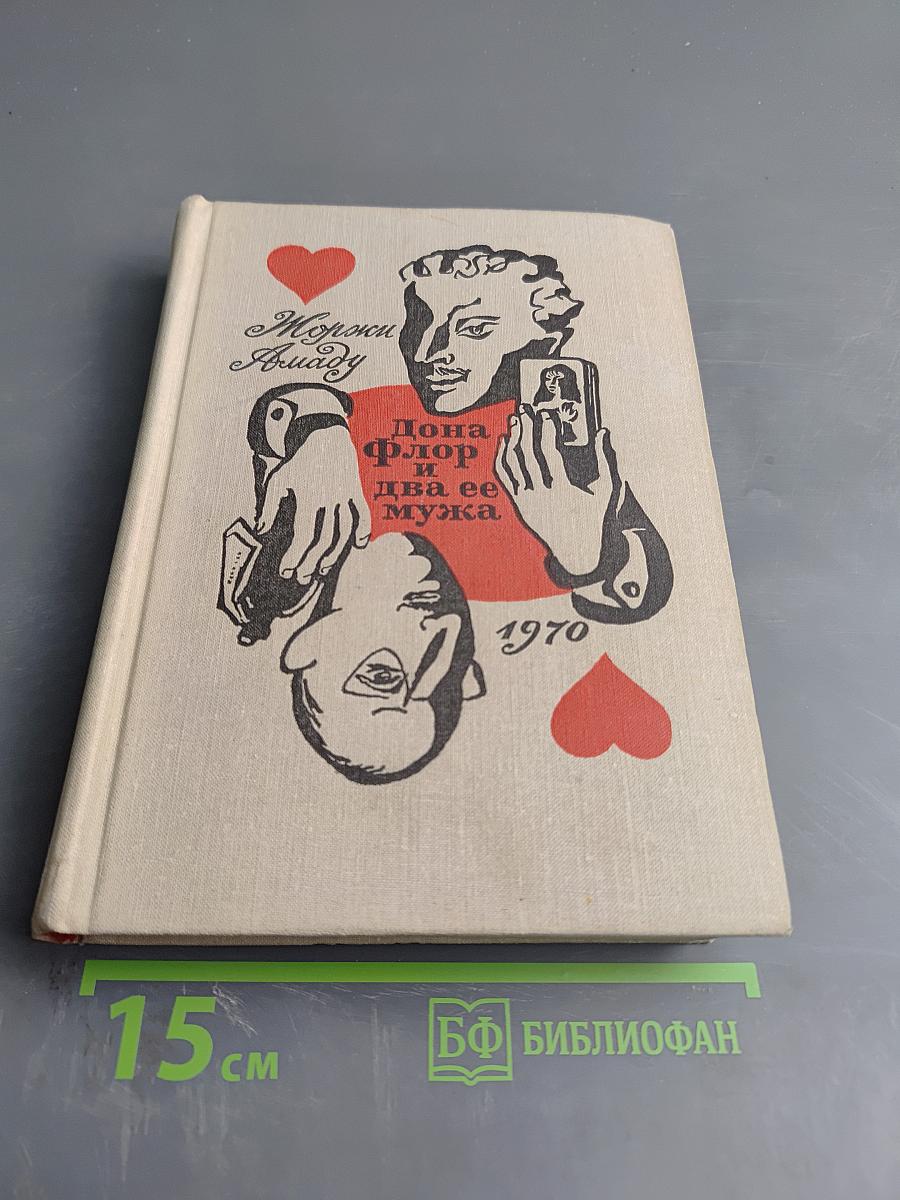 Жоржи
Амаду
Дона
Флор
и
два ее
мужа
1970
15 см
БФ БИБЛИОФАН